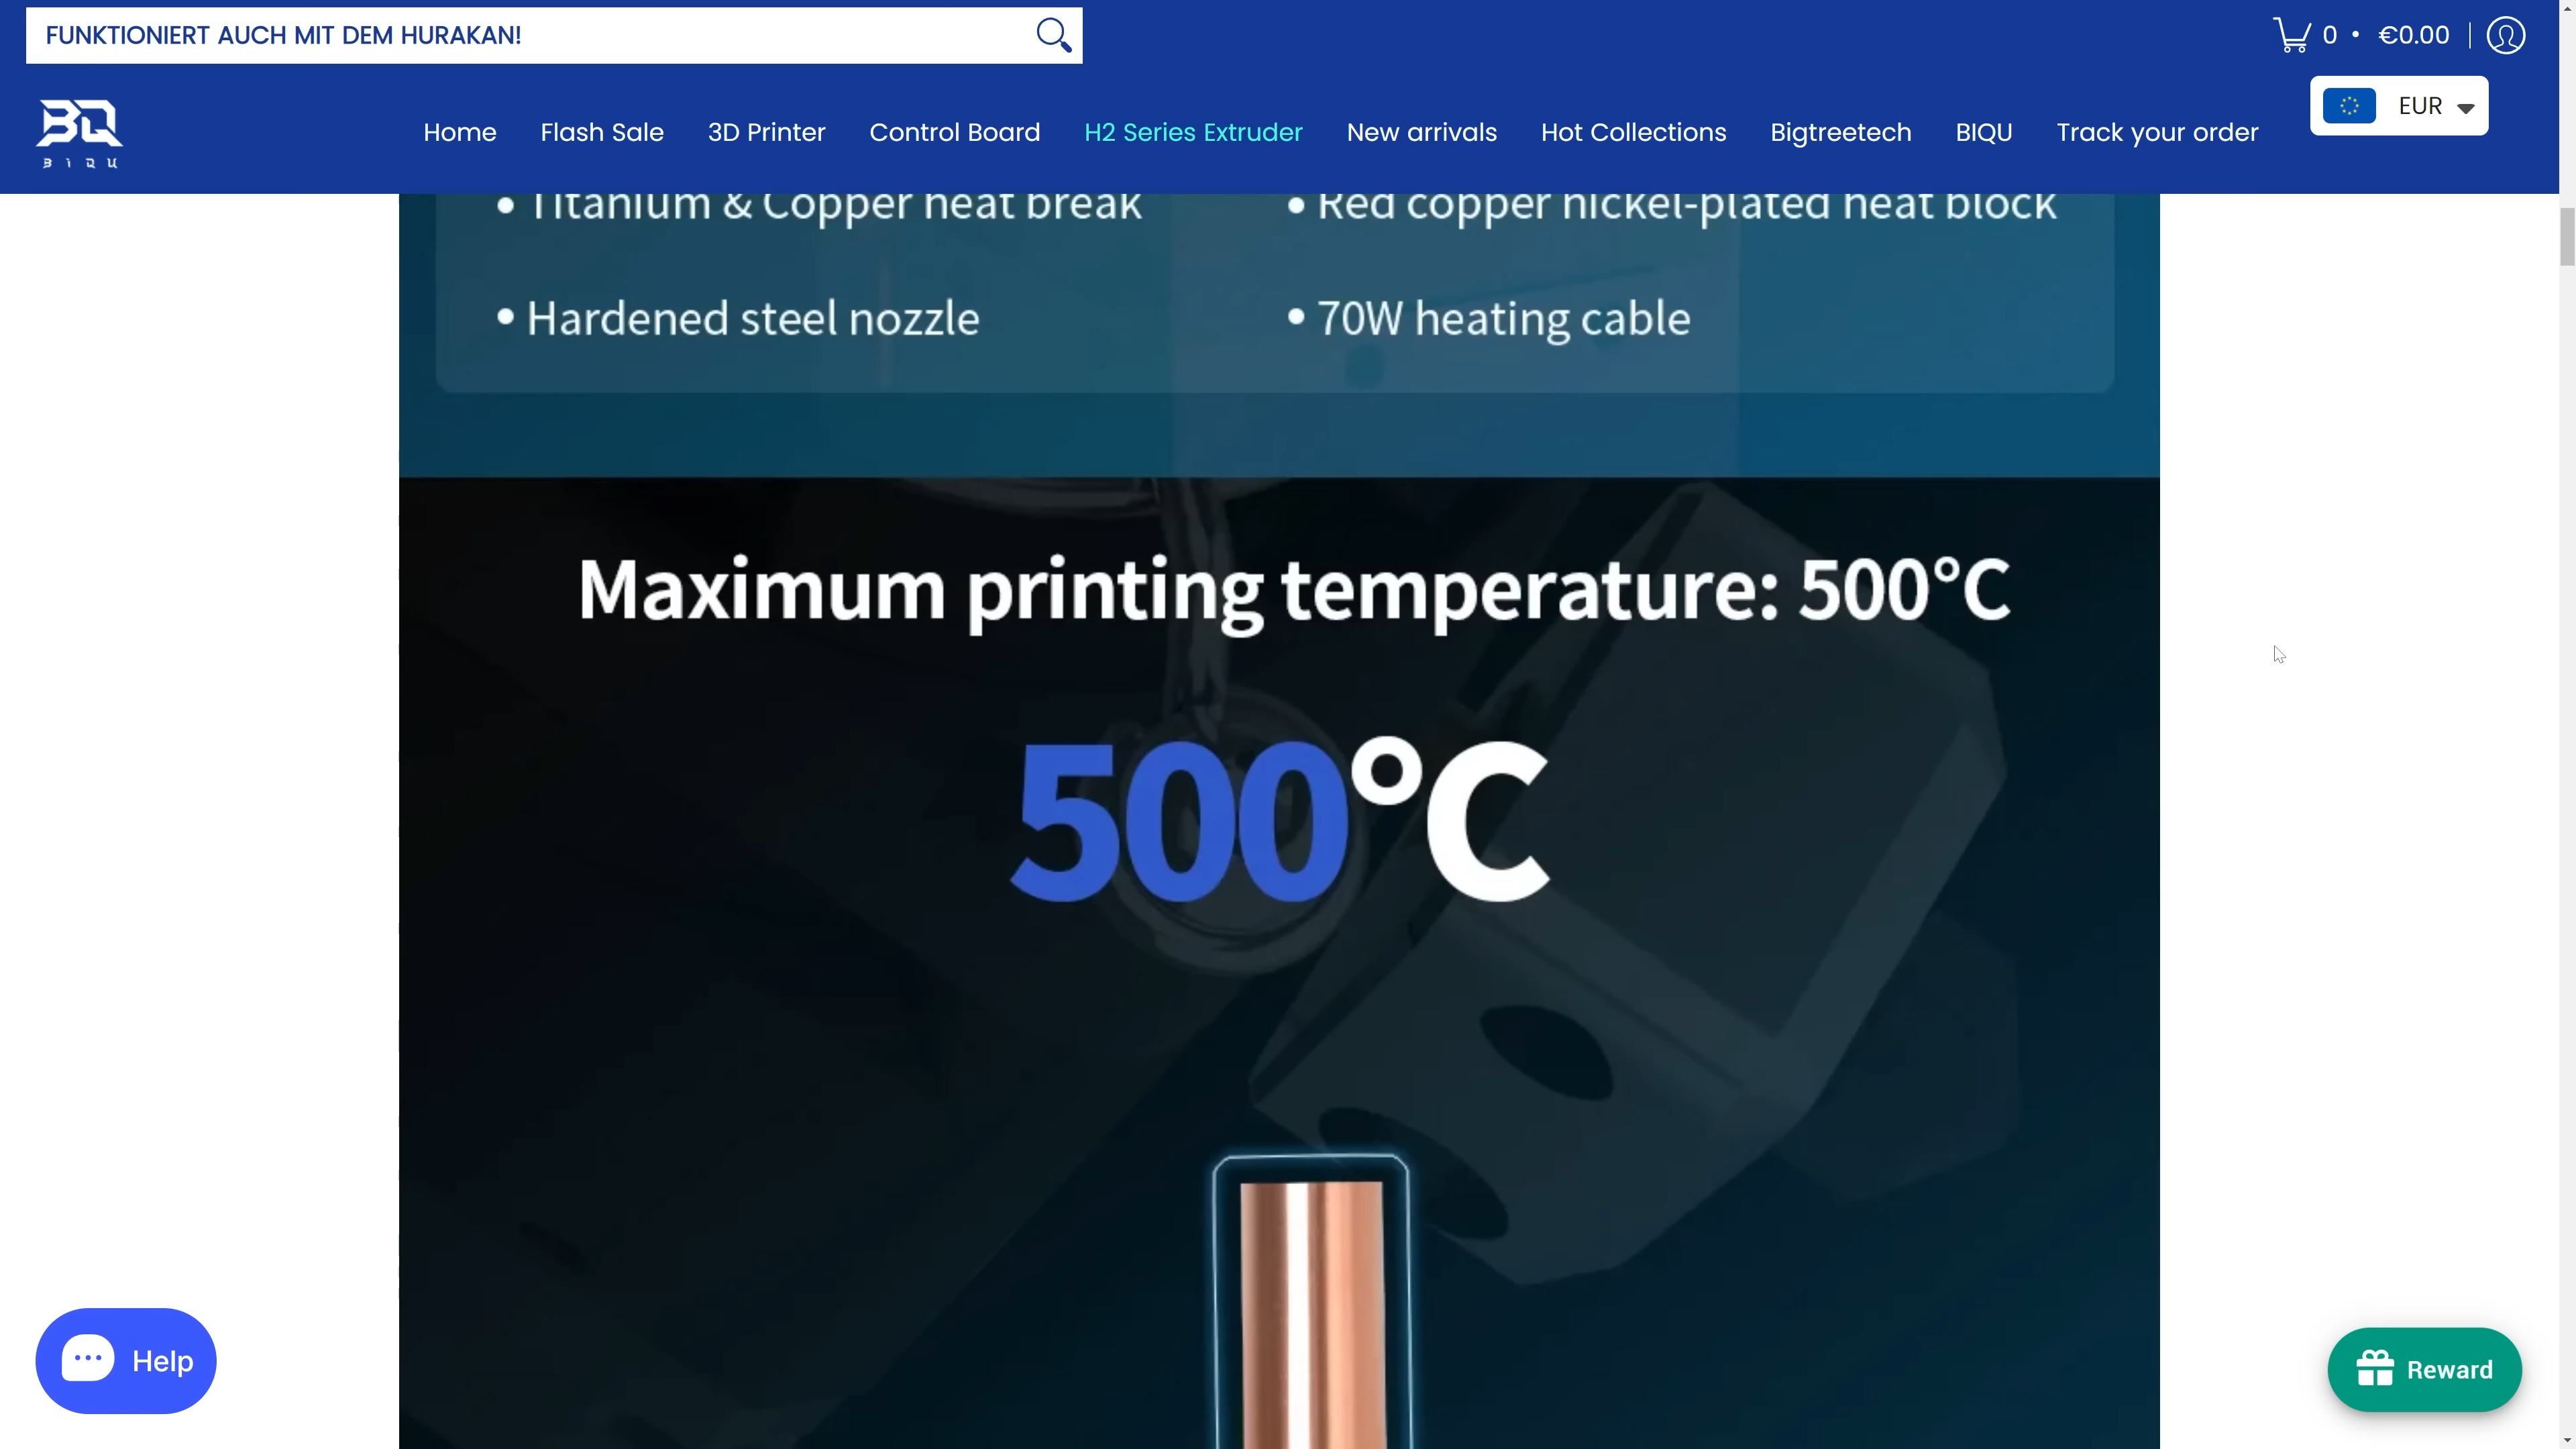 FUNKTIONIERT AUCH MIT DEM HURAKAN!
0 • €0.00
BQ
BIQU
Home Flash Sale 3D Printer Control Board H2 Series Extruder New arrivals Hot Collections Bigtreetech BIQU Track your order
EUR
• Titanium & Copper heat break
• Red copper nickel-plated heat block
• Hardened steel nozzle
• 70W heating cable
Maximum printing temperature: 500°C
500°C
Help
Reward